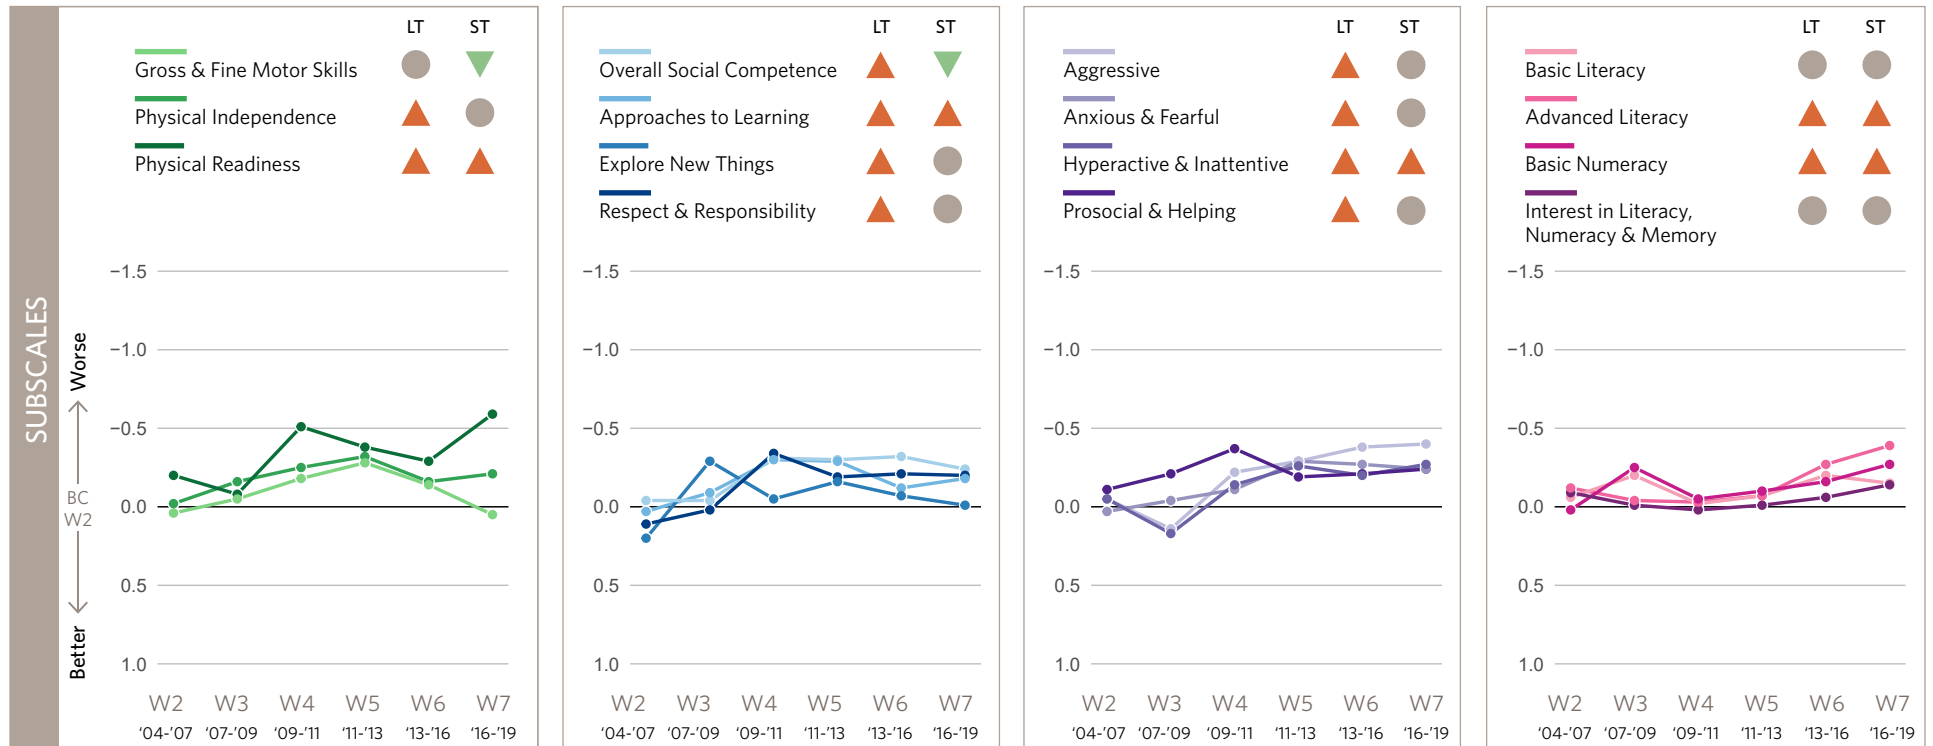 SUBSCALES
Worse
BC
W2
Better
LT ST
Gross & Fine Motor Skills
Physical Independence
Physical Readiness
−1.5
−1.0
−0.5
0.0
0.5
1.0
W2 W3 W4 W5 W6 W7
‘04-’07 ‘07-’09 ‘09-’11 ‘11-’13 ‘13-’16 ‘16-’19
LT ST
Overall Social Competence
Approaches to Learning
Explore New Things
Respect & Responsibility
−1.5
−1.0
−0.5
0.0
0.5
1.0
W2 W3 W4 W5 W6 W7
‘04-’07 ‘07-’09 ‘09-’11 ‘11-’13 ‘13-’16 ‘16-’19
LT ST
Aggressive
Anxious & Fearful
Hyperactive & Inattentive
Prosocial & Helping
−1.5
−1.0
−0.5
0.0
0.5
1.0
W2 W3 W4 W5 W6 W7
‘04-’07 ‘07-’09 ‘09-’11 ‘11-’13 ‘13-’16 ‘16-’19
LT ST
Basic Literacy
Advanced Literacy
Basic Numeracy
Interest in Literacy,
Numeracy & Memory
−1.5
−1.0
−0.5
0.0
0.5
1.0
W2 W3 W4 W5 W6 W7
‘04-’07 ‘07-’09 ‘09-’11 ‘11-’13 ‘13-’16 ‘16-’19